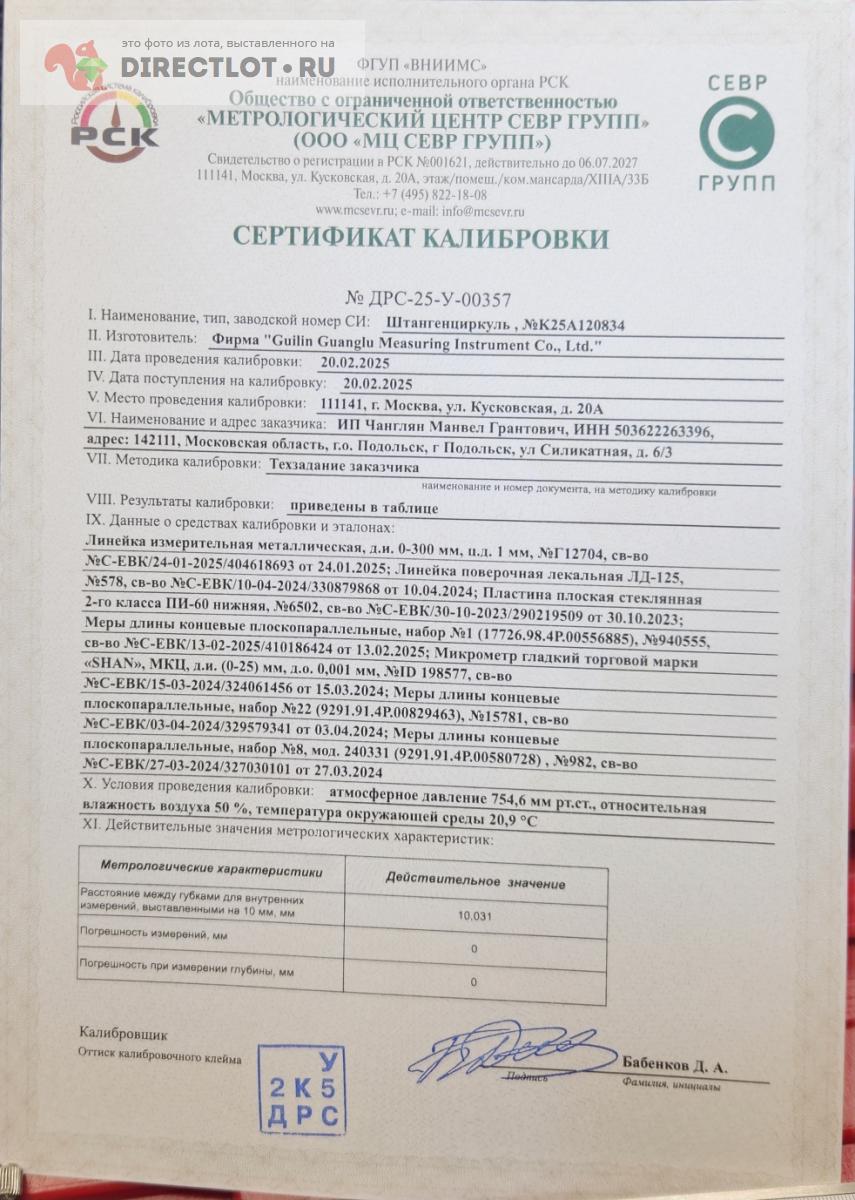 это фото из лота, выставленного на
DIRECTLOT.RU
ФГУП «ВНИИМС»
наименование исполнительного органа РСК
Российская система калибровки
РСК
Общество с ограниченной ответственностью
«МЕТРОЛОГИЧЕСКИЙ ЦЕНТР СЕВР ГРУПП»
(ООО «МЦ СЕВР ГРУПП»)
СЕВР
ГРУПП
Свидетельство о регистрации в РСК №001621, действительно до 06.07.2027
111141, Москва, ул. Кусковская, д. 20А, этаж/помещ./ком.мансарда/XIIIА/33Б
Тел.: +7 (495) 822-18-08
www.mcsevr.ru; e-mail: info@mcsevr.ru
СЕРТИФИКАТ КАЛИБРОВКИ
№ ДРС-25-У-00357
I. Наименование, тип, заводской номер СИ: Штангенциркуль , №K25A120834
II. Изготовитель: Фирма "Guilin Guanglu Measuring Instrument Co., Ltd."
III. Дата проведения калибровки: 20.02.2025
IV. Дата поступления на калибровку: 20.02.2025
V. Место проведения калибровки: 111141, г. Москва, ул. Кусковская, д. 20А
VI. Наименование и адрес заказчика: ИП Чанглян Манвел Грантович, ИНН 503622263396,
адрес: 142111, Московская область, г.о. Подольск, г Подольск, ул Силикатная, д. 6/3
VII. Методика калибровки: Техзадание заказчика
наименование и номер документа, на методику калибровки
VIII. Результаты калибровки: приведены в таблице
IX. Данные о средствах калибровки и эталонах:
Линейка измерительная металлическая, д.и. 0-300 мм, ц.д. 1 мм, №Г12704, св-во
№С-ЕВК/24-01-2025/404618693 от 24.01.2025; Линейка поверочная лекальная ЛД-125,
№578, св-во №С-ЕВК/10-04-2024/330879868 от 10.04.2024; Пластина плоская стеклянная
2-го класса ПИ-60 нижняя, №6502, св-во №С-ЕВК/30-10-2023/290219509 от 30.10.2023;
Меры длины концевые плоскопараллельные, набор №1 (17726.98.4Р.00556885), №940555,
св-во №С-ЕВК/13-02-2025/410186424 от 13.02.2025; Микрометр гладкий торговой марки
«SHAN», МКЦ, д.и. (0-25) мм, д.о. 0,001 мм, №ID 198577, св-во
№С-ЕВК/15-03-2024/324061456 от 15.03.2024; Меры длины концевые
плоскопараллельные, набор №22 (9291.91.4Р.00829463), №15781, св-во
№С-ЕВК/03-04-2024/329579341 от 03.04.2024; Меры длины концевые
плоскопараллельные, набор №8, мод. 240331 (9291.91.4Р.00580728) , №982, св-во
№С-ЕВК/27-03-2024/327030101 от 27.03.2024
X. Условия проведения калибровки: атмосферное давление 754,6 мм рт.ст., относительная
влажность воздуха 50 %, температура окружающей среды 20,9 °С
XI. Действительные значения метрологических характеристик:
Метрологические характеристики Действительное значение
Расстояние между губками для внутренних
измерений, выставленными на 10 мм, мм 10,031
Погрешность измерений, мм 0
Погрешность при измерении глубины, мм 0
Калибровщик
Оттиск калибровочного клейма
У
2 К 5
Д Р С
Подпись
Бабенков Д. А.
Фамилия, инициалы